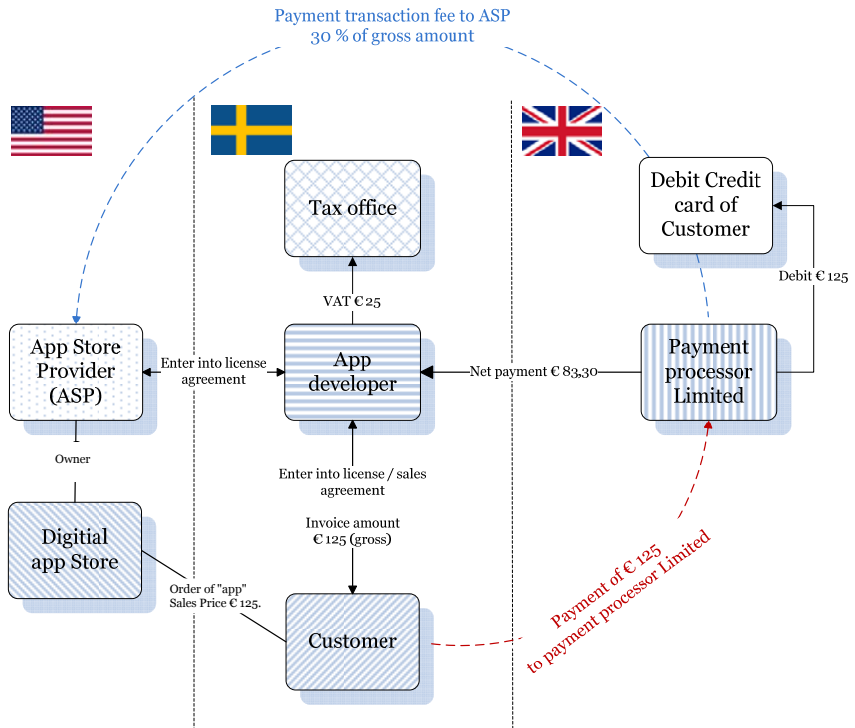 Payment transaction fee to ASP
30 % of gross amount
Tax office
Debit Credit
card of
Customer
Debit € 125
VAT € 25
App Store
Provider
(ASP)
Enter into license
agreement
App
developer
Net payment € 83,30
Payment
processor
Limited
Owner
Enter into license / sales
agreement
Invoice amount
€ 125 (gross)
Digitial
app Store
Order of "app"
Sales Price € 125.
Customer
Payment of € 125
to payment processor Limited